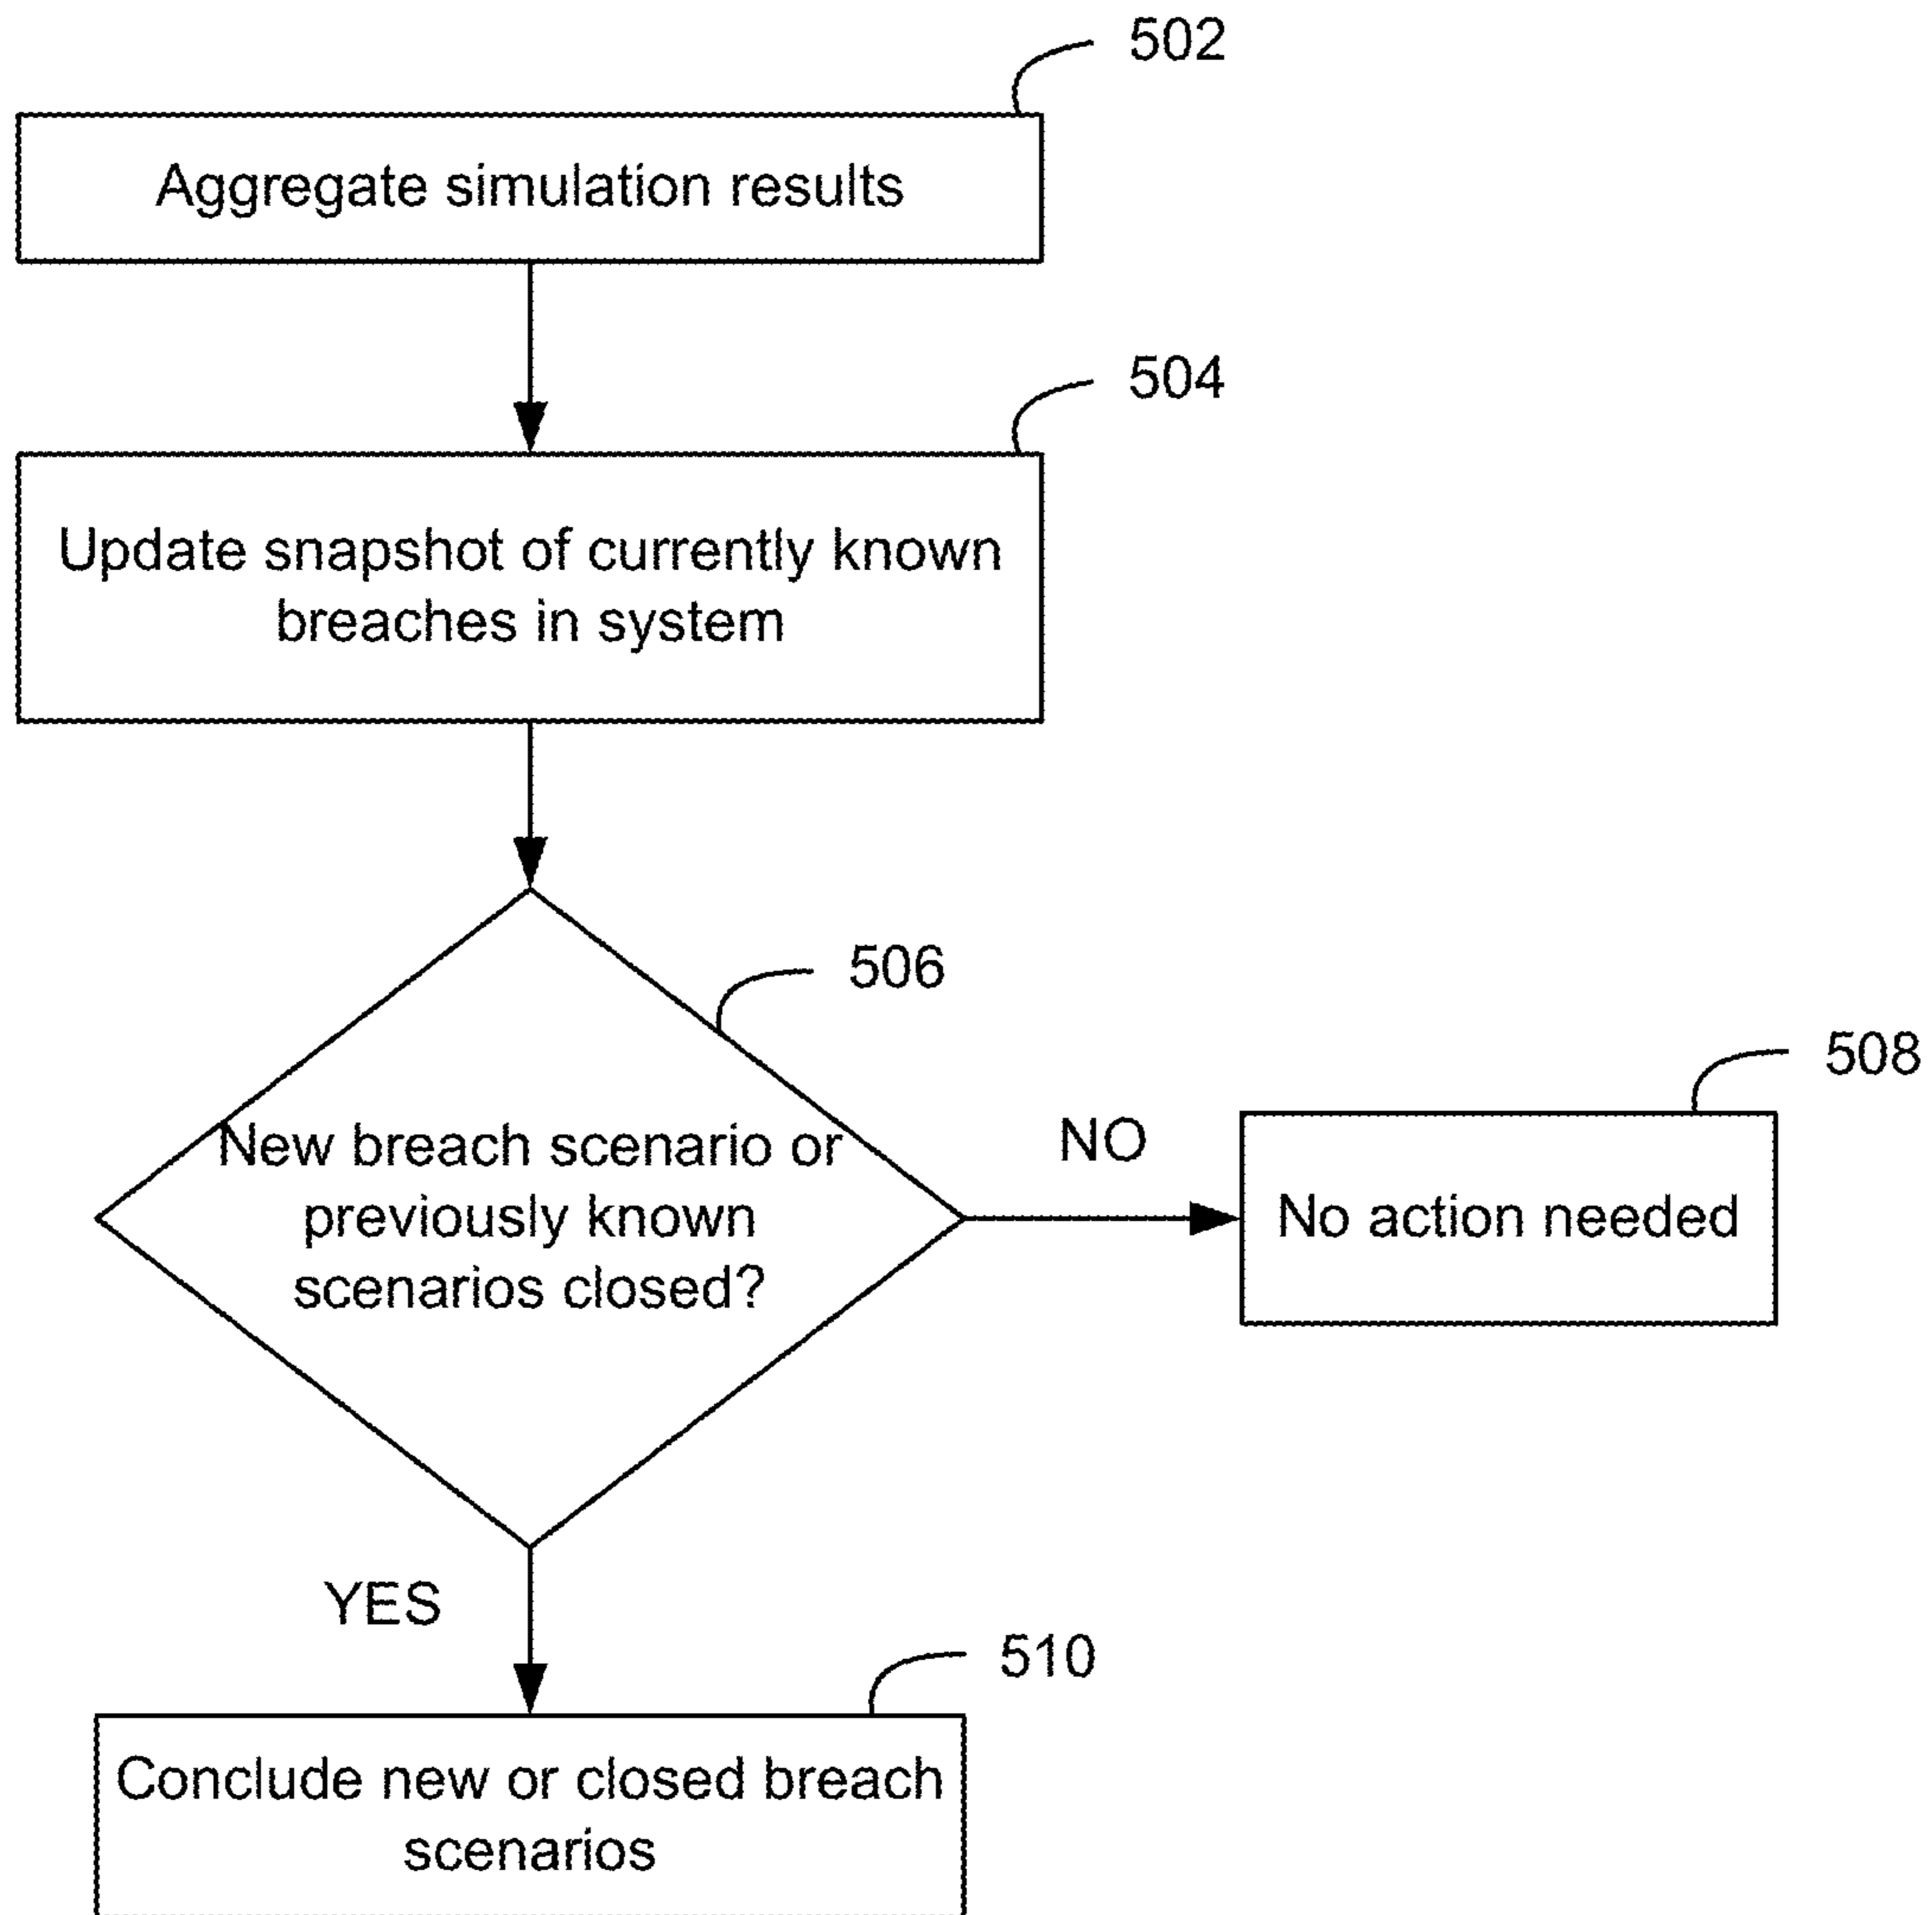 502
Aggregate simulation results
504
Update snapshot of currently known
breaches in system
506
New breach scenario or
previously known
scenarios closed?
NO
508
No action needed
YES
510
Conclude new or closed breach
scenarios